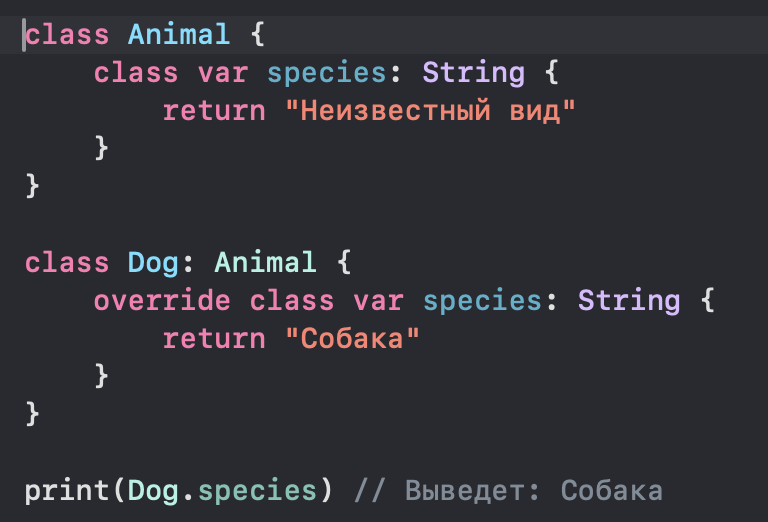 class Animal {
    class var species: String {
        return "Неизвестный вид"
    }
}

class Dog: Animal {
    override class var species: String {
        return "Собака"
    }
}

print(Dog.species) // Выведет: Собака